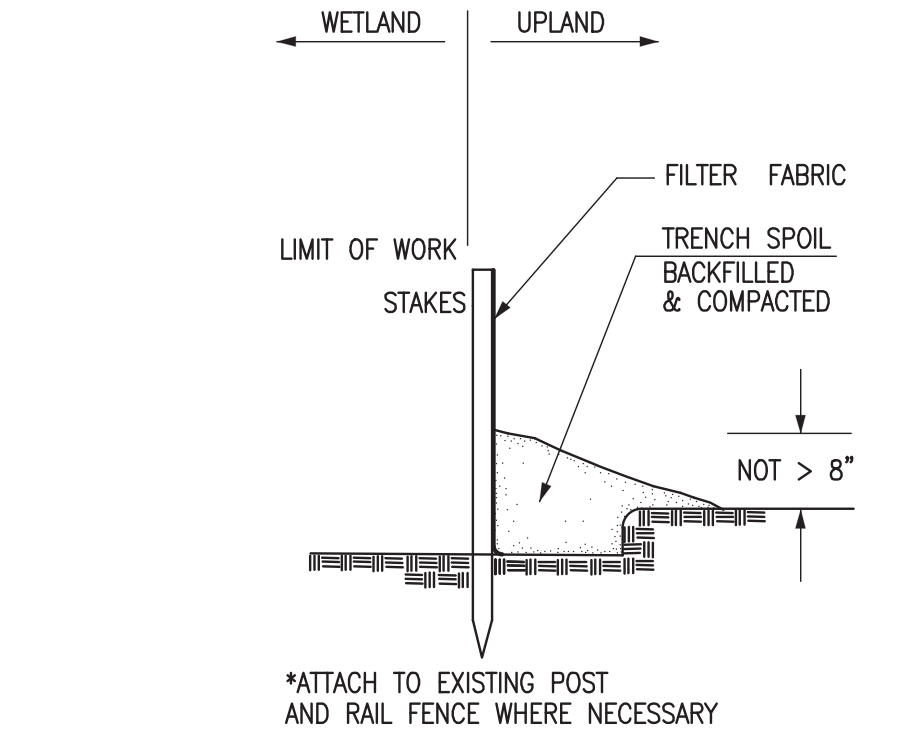 WETLAND
UPLAND
FILTER FABRIC
LIMIT OF WORK
TRENCH SPOIL
BACKFILLED
& COMPACTED
STAKES
NOT > 8”
*ATTACH TO EXISTING POST
AND RAIL FENCE WHERE NECESSARY